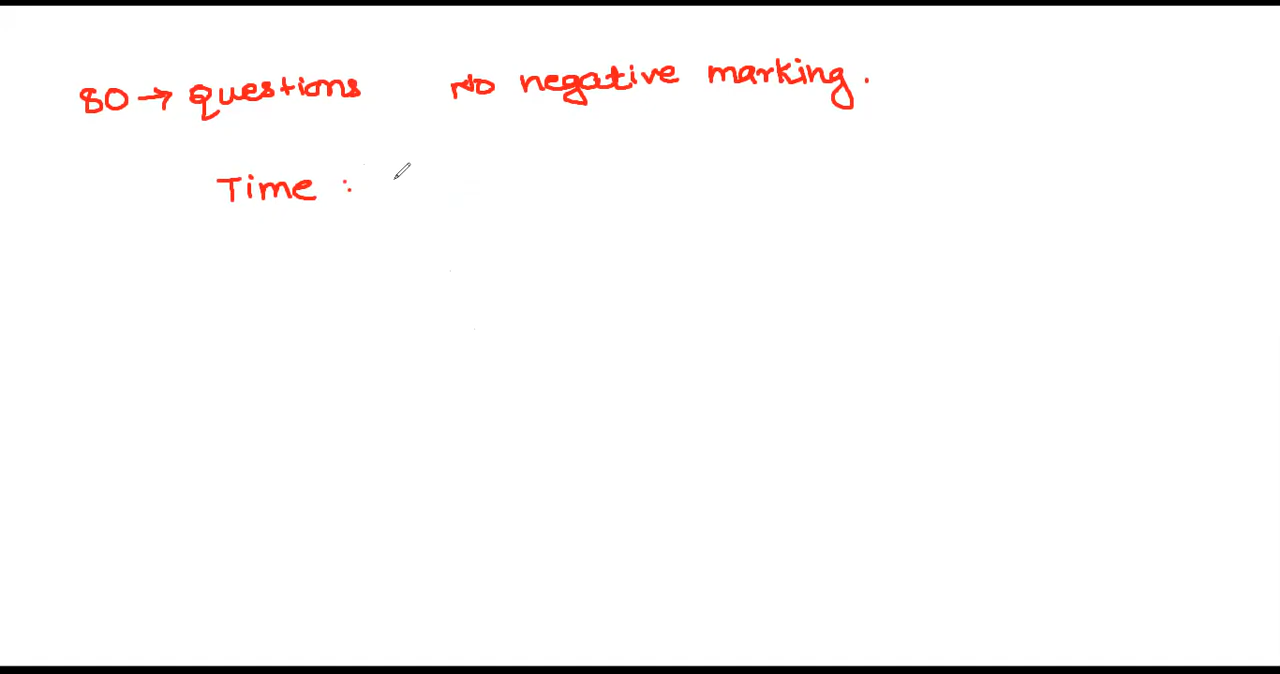 80 → questions No negative marking.
Time :